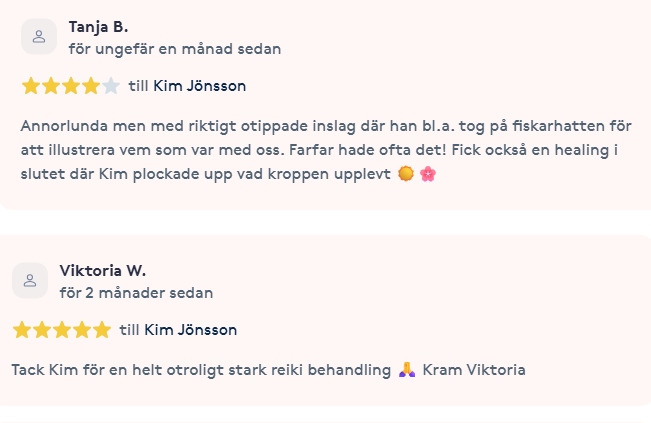 Tanja B.
för ungefär en månad sedan
till Kim Jönsson
Annorlunda men med riktigt otippade inslag där han bl.a. tog på fiskarhatten för
att illustrera vem som var med oss. Farfar hade ofta det! Fick också en healing i
slutet där Kim plockade upp vad kroppen upplevt 🌼 🌸
Viktoria W.
för 2 månader sedan
till Kim Jönsson
Tack Kim för en helt otroligt stark reiki behandling 🙏 Kram Viktoria